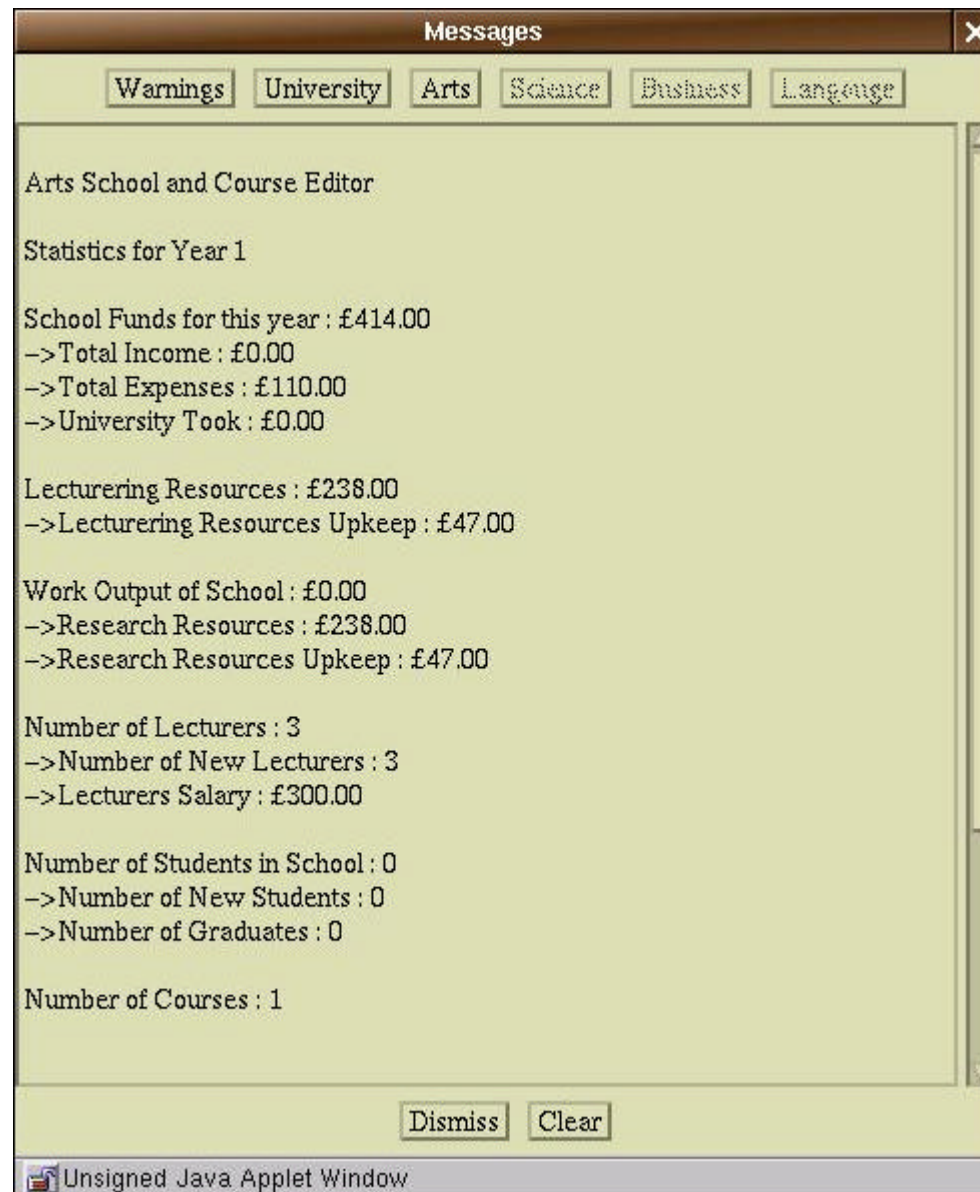 Messages
Warnings University Arts Science Business Langouge
Arts School and Course Editor
Statistics for Year 1
School Funds for this year : £414.00
–>Total Income : £0.00
–>Total Expenses : £110.00
–>University Took : £0.00
Lecturering Resources : £238.00
–>Lecturering Resources Upkeep : £47.00
Work Output of School : £0.00
–>Research Resources : £238.00
–>Research Resources Upkeep : £47.00
Number of Lecturers : 3
–>Number of New Lecturers : 3
–>Lecturers Salary : £300.00
Number of Students in School : 0
–>Number of New Students : 0
–>Number of Graduates : 0
Number of Courses : 1
Dismiss Clear
Unsigned Java Applet Window